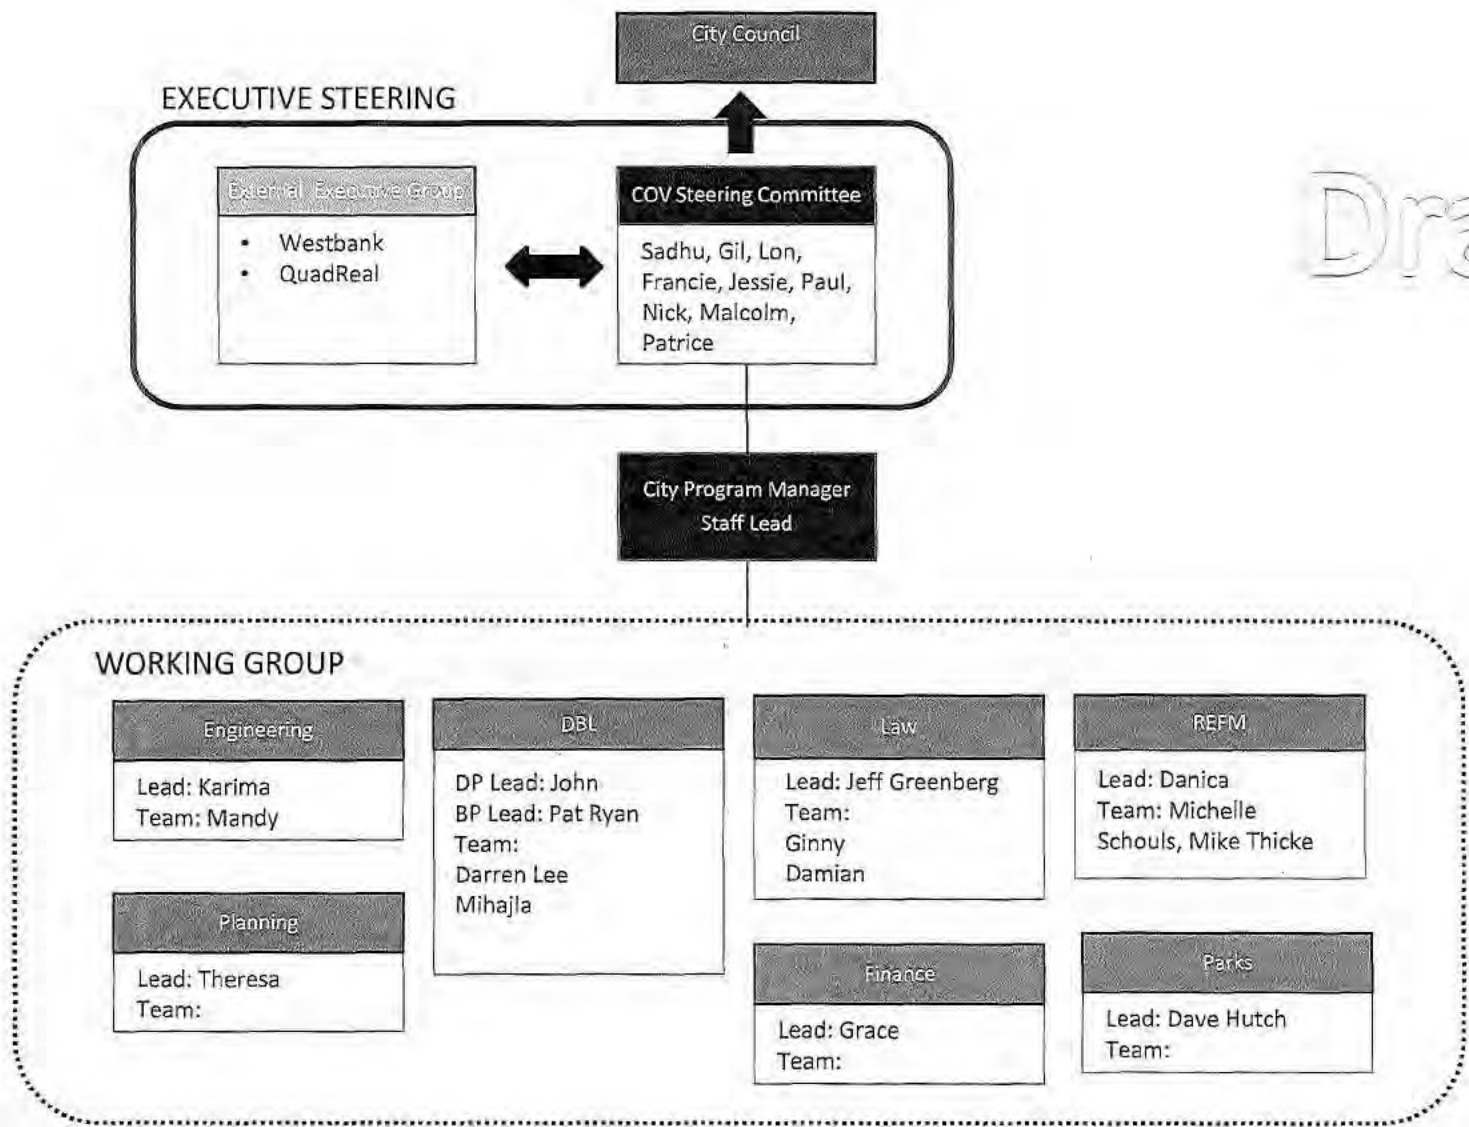 City Council
EXECUTIVE STEERING
External Executive Group
• Westbank
• QuadReal
COV Steering Committee
Sadhu, Gil, Lon,
Francie, Jessie, Paul,
Nick, Malcolm,
Patrice
Dra
City Program Manager
Staff Lead
WORKING GROUP
Engineering
Lead: Karima
Team: Mandy
DBL
DP Lead: John
BP Lead: Pat Ryan
Team:
Darren Lee
Mihajla
Law
Lead: Jeff Greenberg
Team:
Ginny
Damian
REFM
Lead: Danica
Team: Michelle
Schouls, Mike Thicke
Planning
Lead: Theresa
Team:
Finance
Lead: Grace
Team:
Parks
Lead: Dave Hutch
Team: